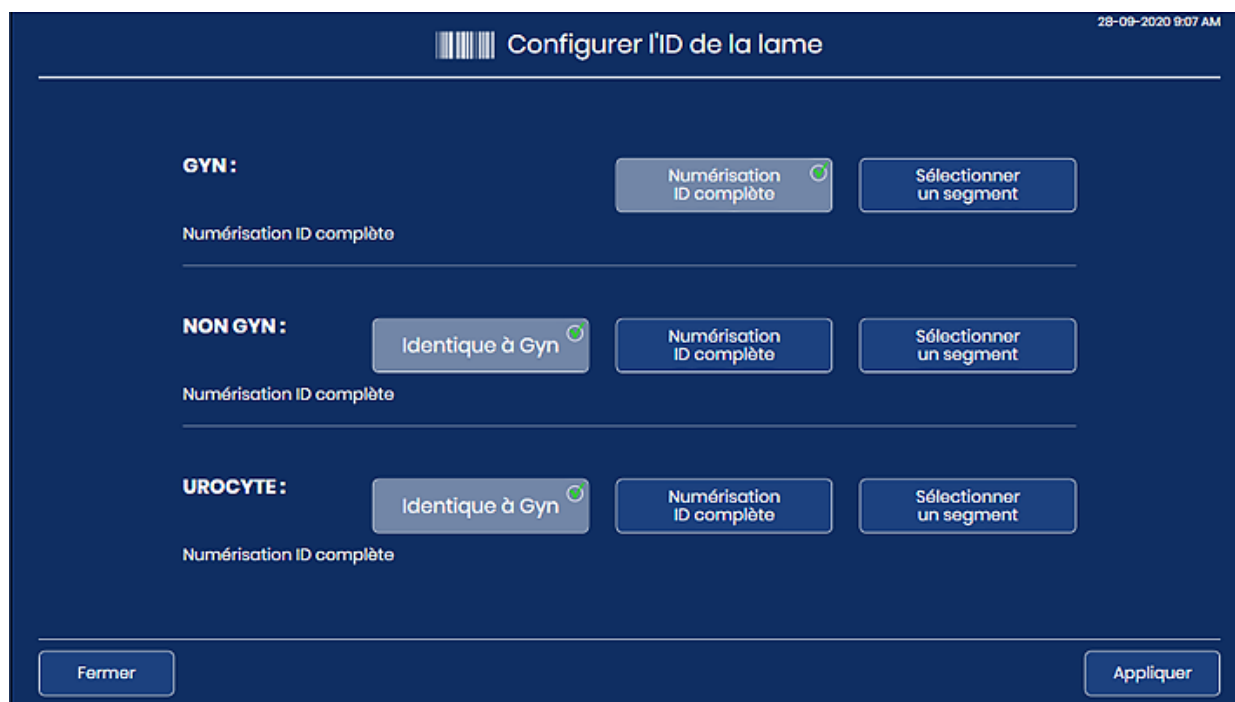 28-09-2020 9:07 AM
Configurer l'ID de la lame
GYN :
Numérisation
ID complète
Sélectionner
un segment
Numérisation ID complète
NON GYN :
Identique à Gyn
Numérisation
ID complète
Sélectionner
un segment
Numérisation ID complète
UROCYTE :
Identique à Gyn
Numérisation
ID complète
Sélectionner
un segment
Numérisation ID complète
Fermer
Appliquer